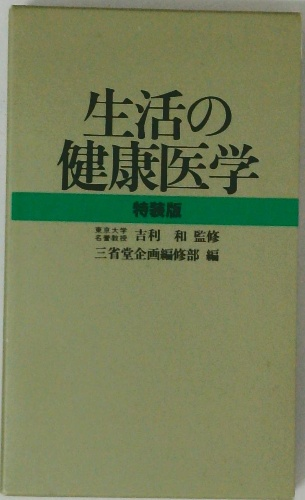 生活の
健康医学
特装版
東京大学
名誉教授 吉利 和 監修
三省堂企画編修部 編